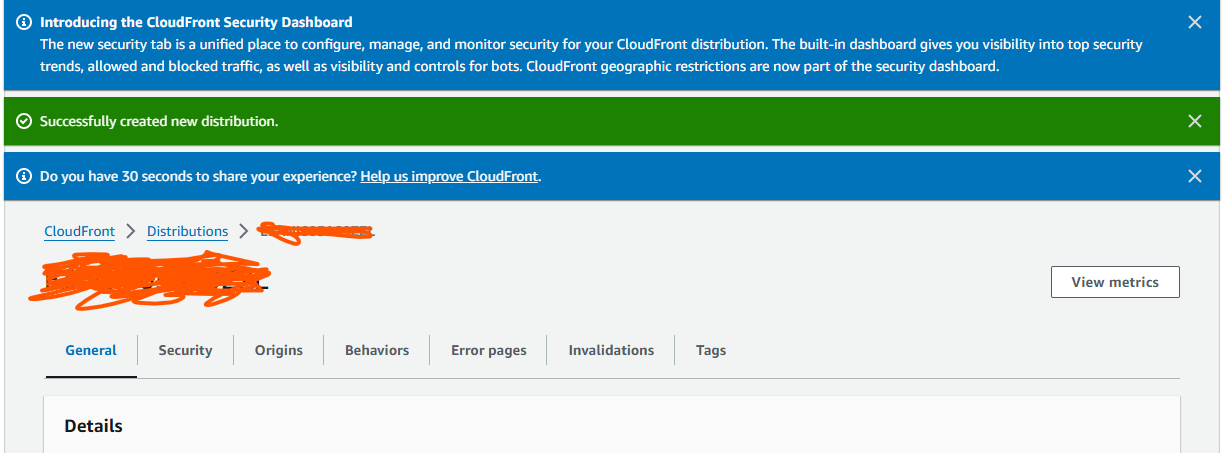 Introducing the CloudFront Security Dashboard
The new security tab is a unified place to configure, manage, and monitor security for your CloudFront distribution. The built-in dashboard gives you visibility into top security
trends, allowed and blocked traffic, as well as visibility and controls for bots. CloudFront geographic restrictions are now part of the security dashboard.
Successfully created new distribution.
Do you have 30 seconds to share your experience? Help us improve CloudFront.
CloudFront > Distributions >
View metrics
General Security Origins Behaviors Error pages Invalidations Tags
Details